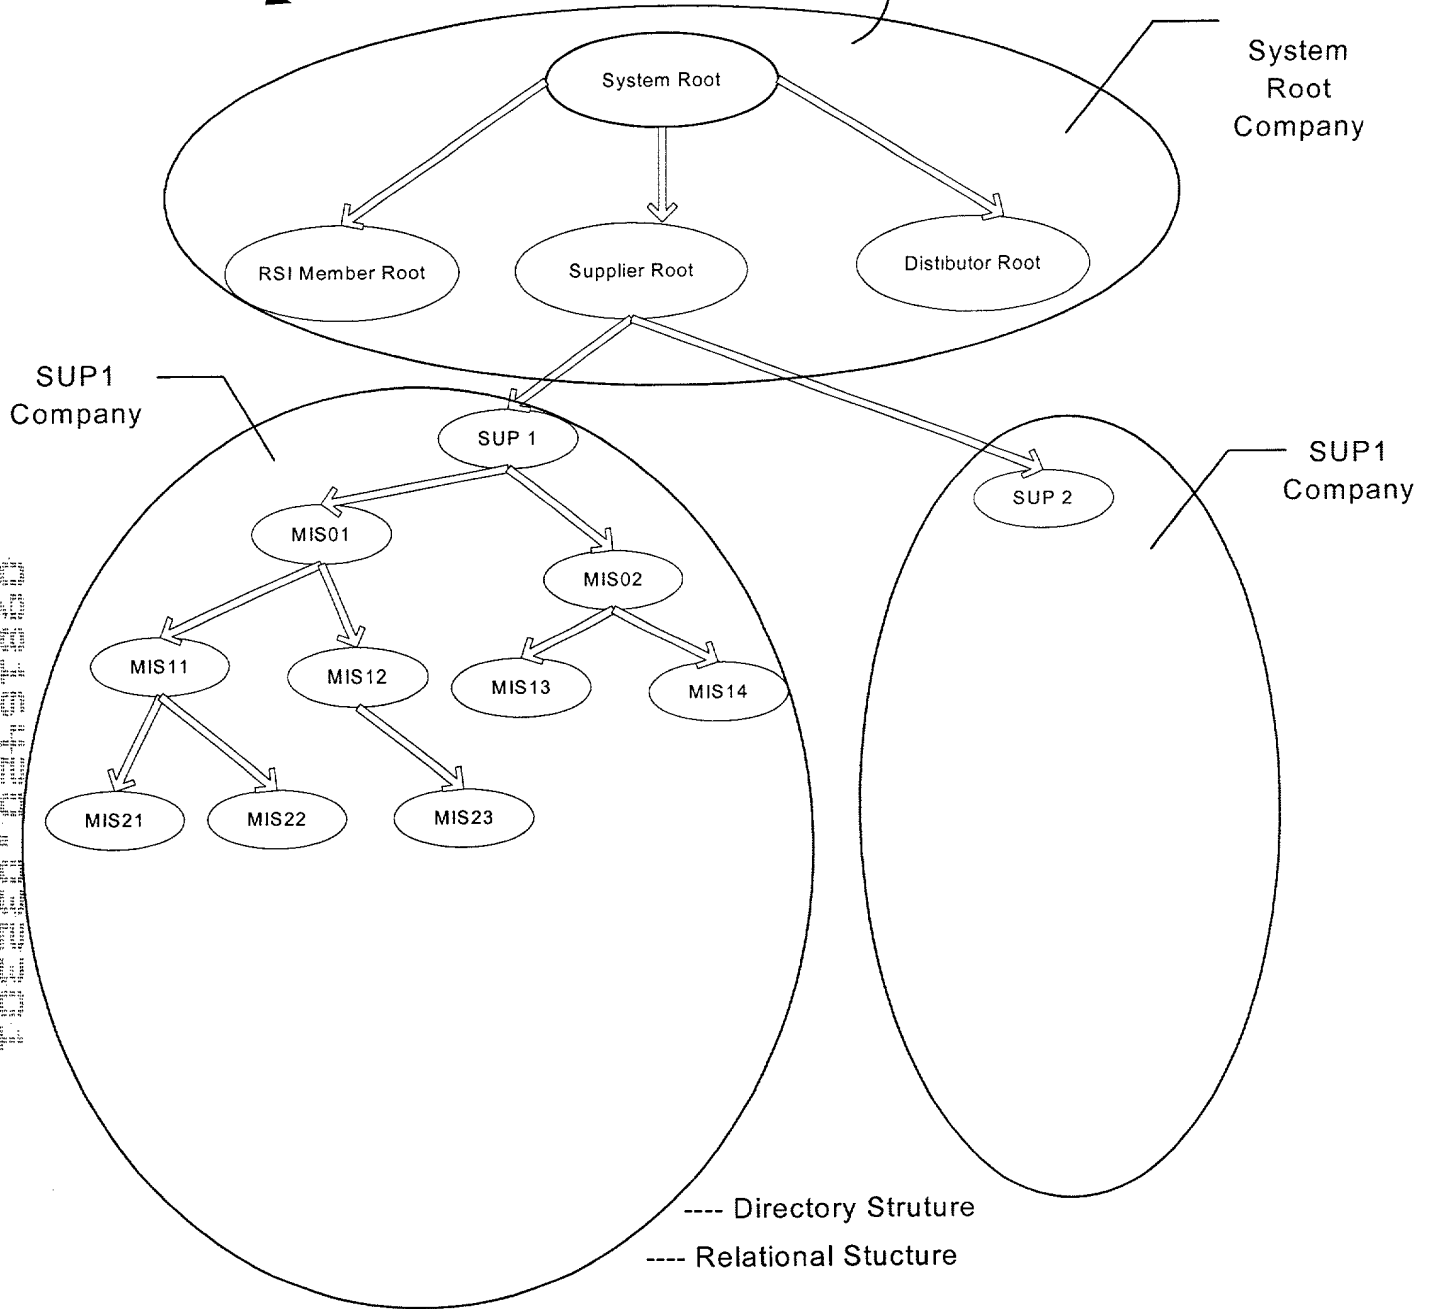 System Root
System
Root
Company
RSI Member Root
Supplier Root
Distibutor Root
SUP1
Company
SUP 1
SUP1
Company
SUP 2
MIS01
MIS02
MIS11
MIS12
MIS13
MIS14
MIS21
MIS22
MIS23
---- Directory Struture
---- Relational Stucture